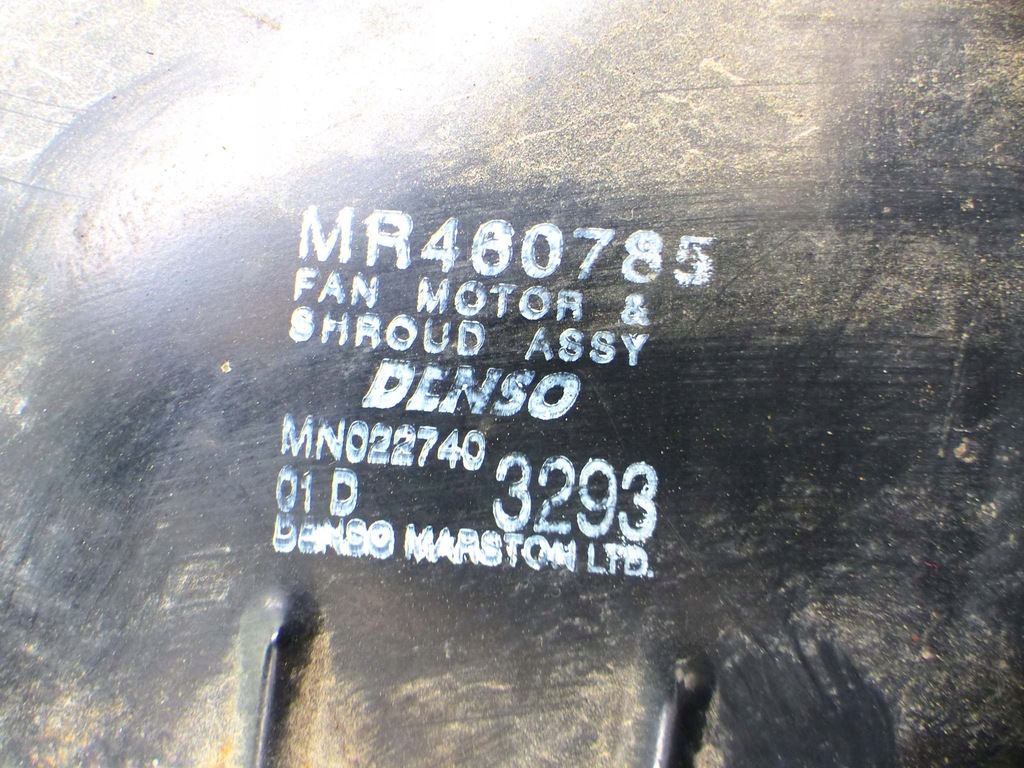 MR460785
FAN MOTOR &
SHROUD ASSY
DENSO
MN022740
01 D 3293
DENSO MARSTON LTD.